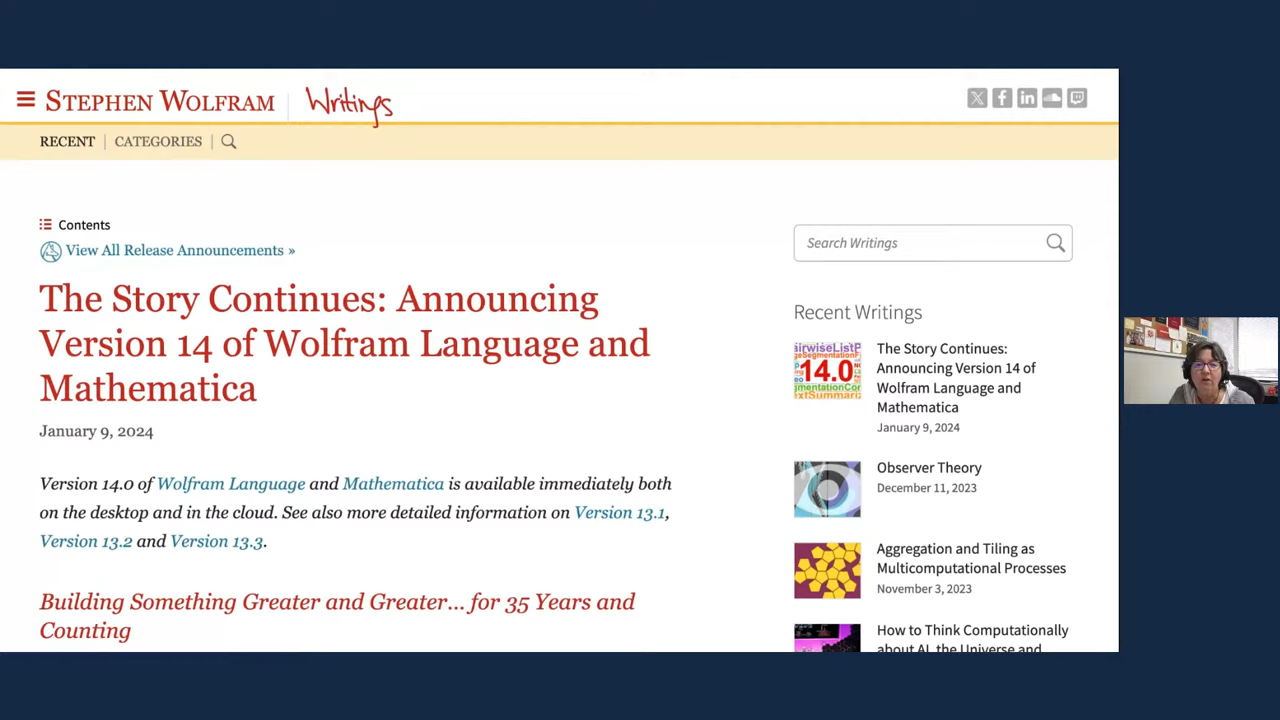 STEPHEN WOLFRAM
Writings
RECENT
CATEGORIES
Contents
View All Release Announcements »
The Story Continues: Announcing
Version 14 of Wolfram Language and
Mathematica
January 9, 2024
Version 14.0 of Wolfram Language and Mathematica is available immediately both
on the desktop and in the cloud. See also more detailed information on Version 13.1,
Version 13.2 and Version 13.3.
Building Something Greater and Greater... for 35 Years and
Counting
Search Writings
Recent Writings
14.0
The Story Continues:
Announcing Version 14 of
Wolfram Language and
Mathematica
January 9, 2024
Observer Theory
December 11, 2023
Aggregation and Tiling as
Multicomputational Processes
November 3, 2023
How to Think Computationally
about AI, the Universe and